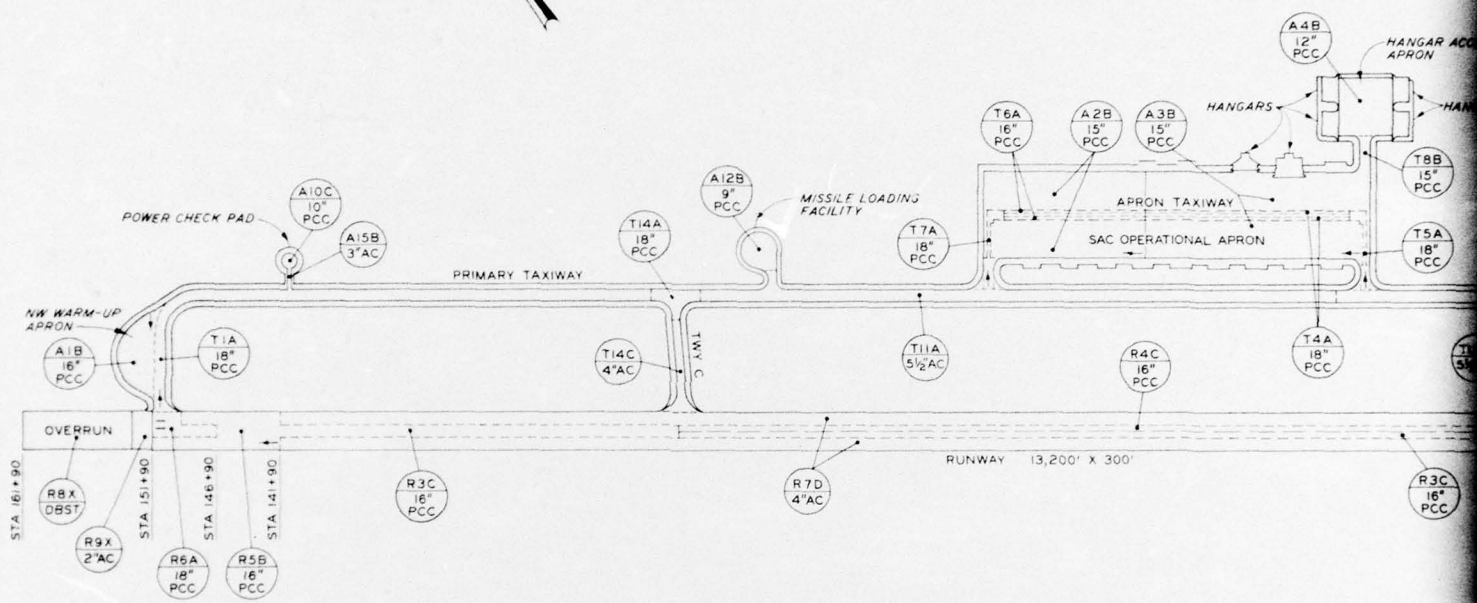 A4B
12"
PCC
HANGAR
APRON
HANGARS
T6A
16"
PCC
A2B
15"
PCC
A3B
15"
PCC
T8B
15"
PCC
A10C
10"
PCC
POWER CHECK PAD
A15B
3"AC
T14A
18"
PCC
A12B
9"
PCC
MISSILE LOADING
FACILITY
T7A
18"
PCC
APRON TAXIWAY
SAC OPERATIONAL APRON
T5A
18"
PCC
PRIMARY TAXIWAY
NW WARM-UP
APRON
A1B
16"
PCC
T1A
18"
PCC
T14C
4"AC
TWY C
T11A
5½"AC
R4C
16"
PCC
T4A
18"
PCC
OVERRUN
RUNWAY 13,200' X 300'
STA 161+90
R8X
DBST
STA 151+90
STA 146+90
STA 141+90
R3C
16"
PCC
R7D
4"AC
R3C
16"
PCC
R9X
2"AC
R6A
18"
PCC
R5B
16"
PCC